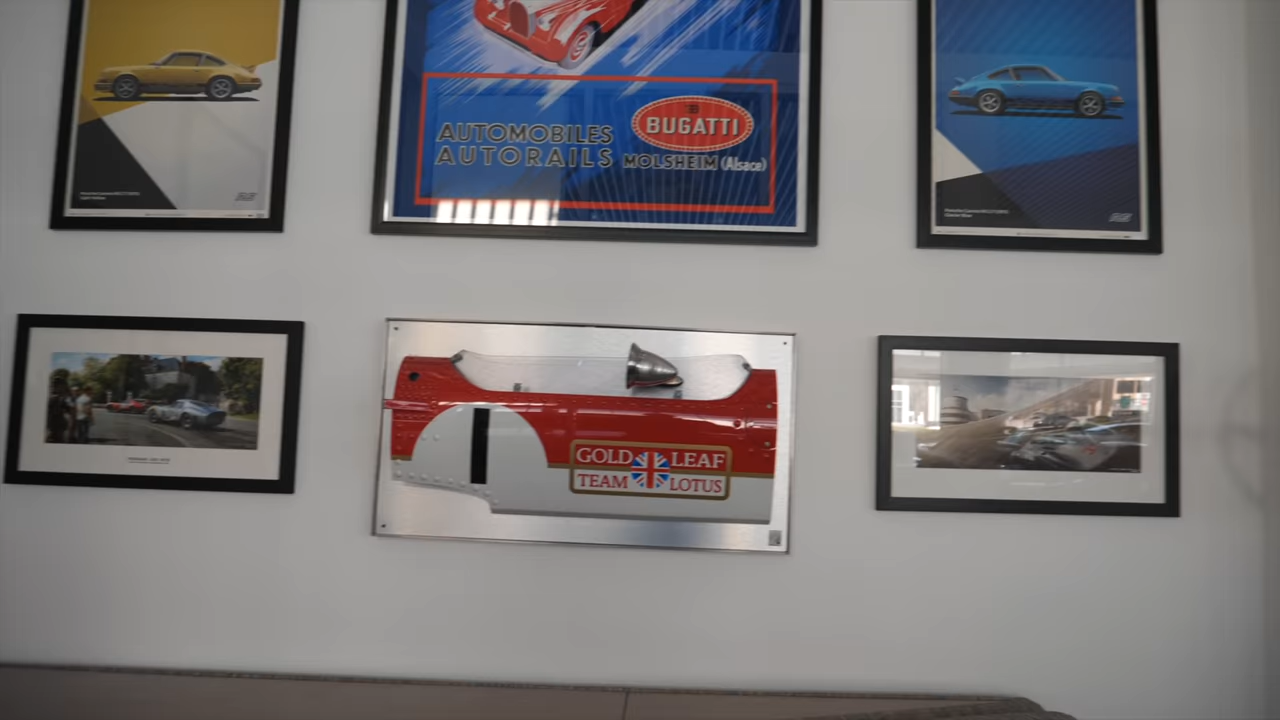 AUTOMOBILES
AUTORAILS
BUGATTI
MOLSHEIM (Alsace)
GOLD LEAF
TEAM LOTUS